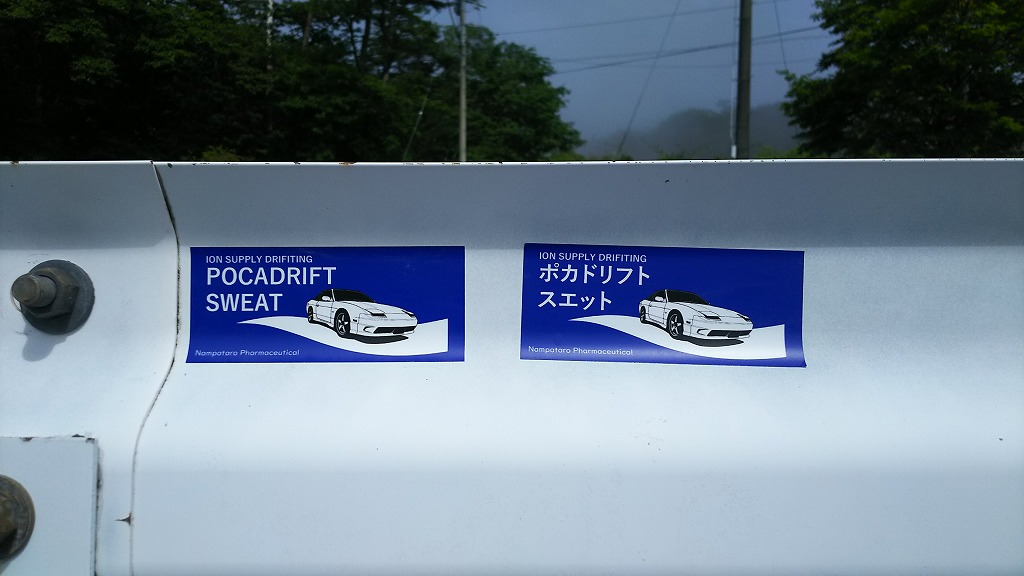 ION SUPPLY DRIFITING
POCADRIFT
SWEAT
Nampataro Pharmaceutical
ION SUPPLY DRIFITING
ポカドリフト
スエット
Nampataro Pharmaceutical